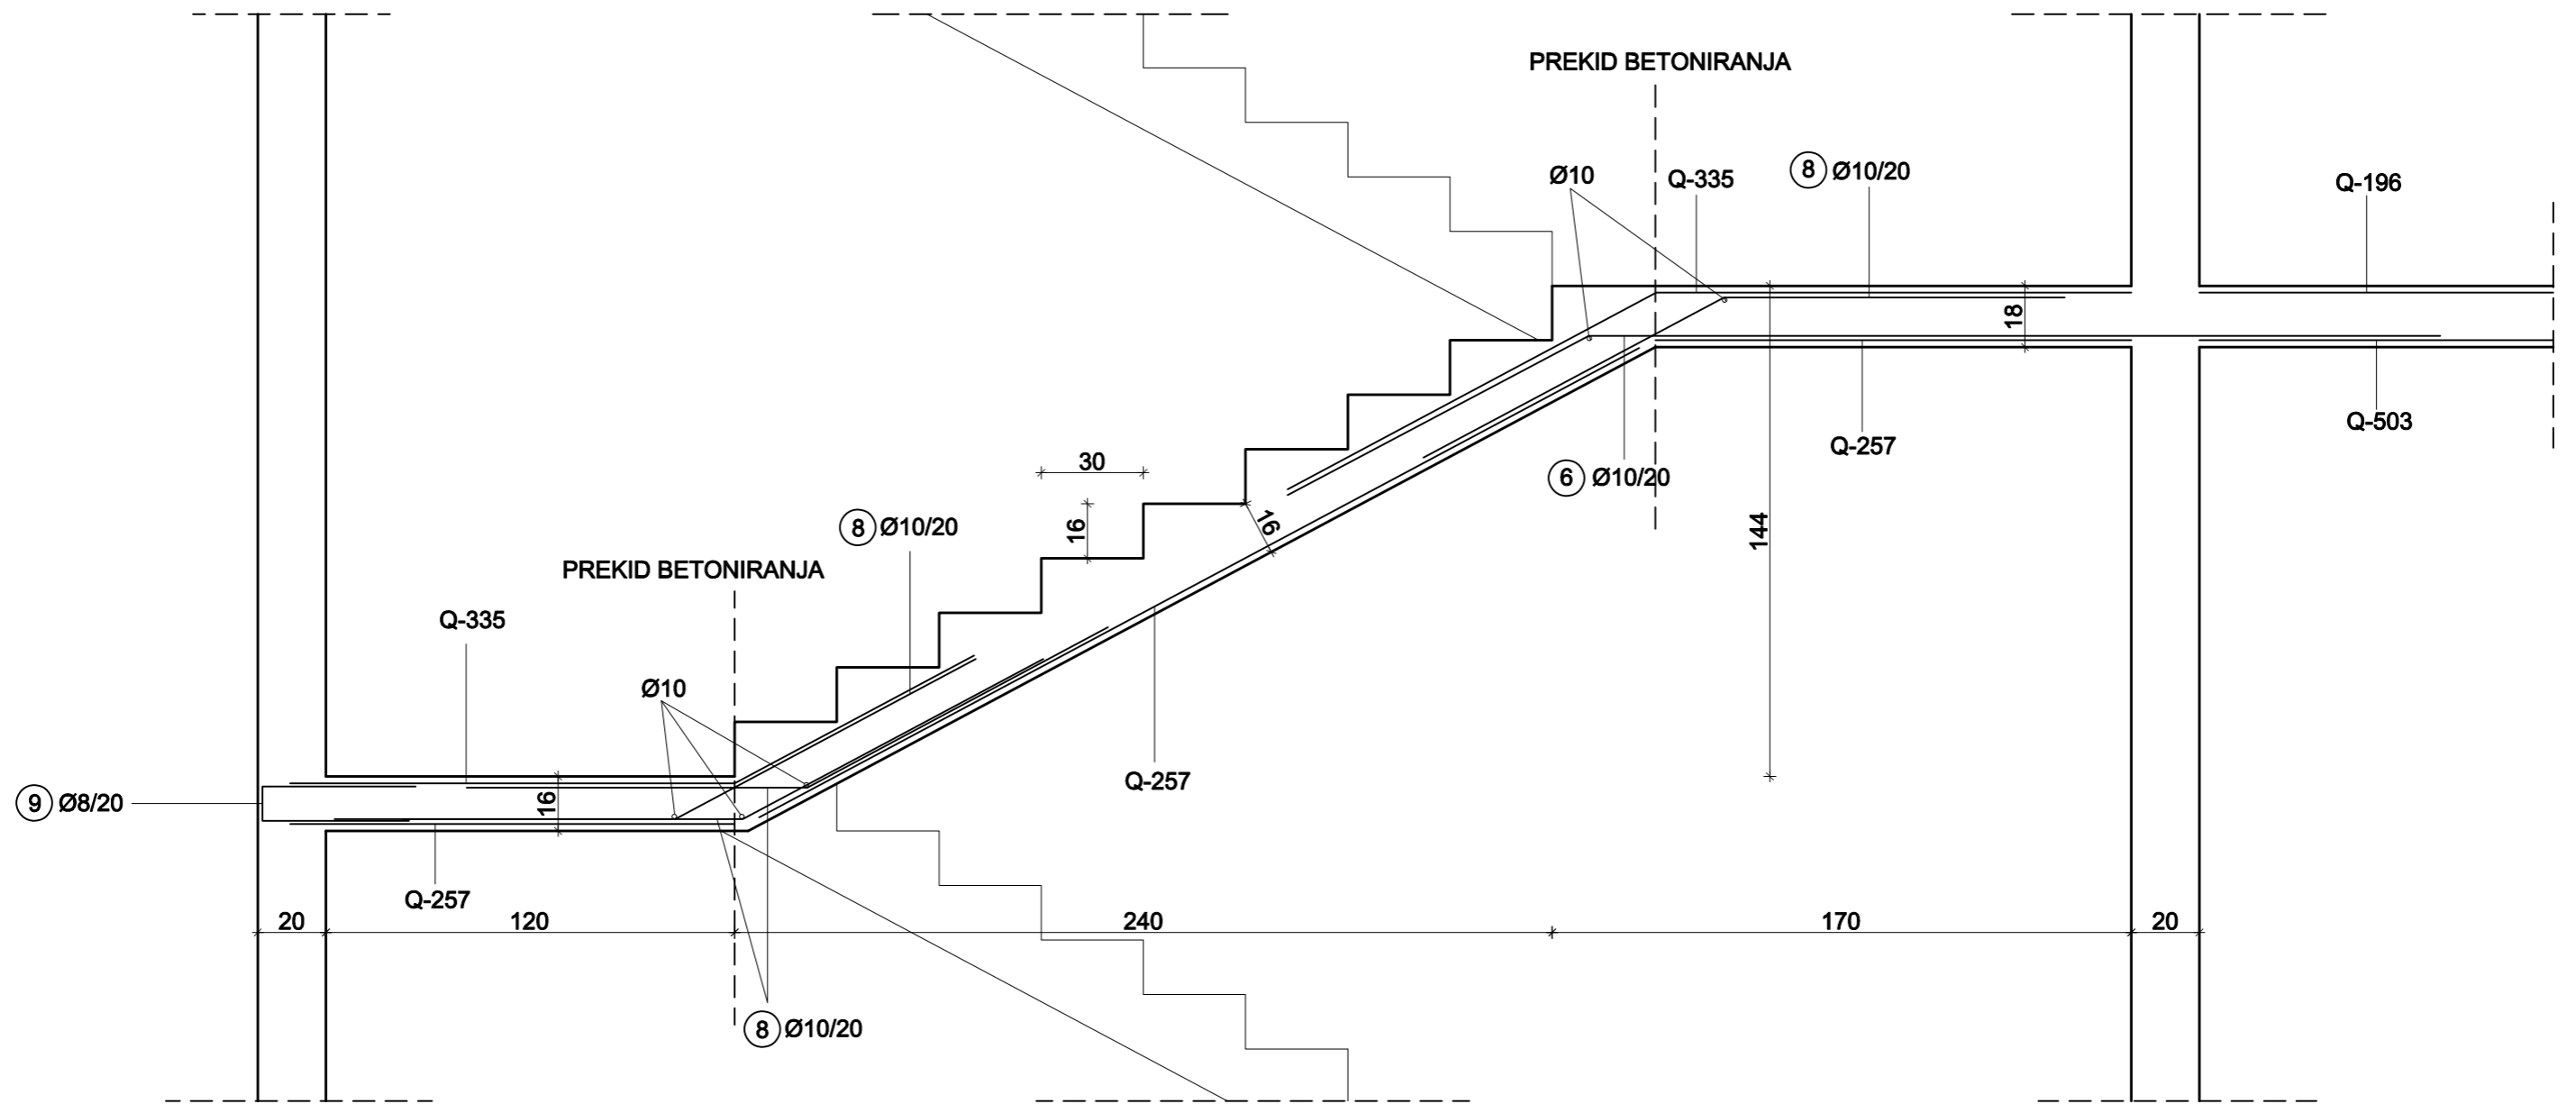 PREKID BETONIRANJA
Ø10
Q-335
8 Ø10/20
Q-196
18
Q-503
Q-257
6 Ø10/20
30
16
16
144
8 Ø10/20
PREKID BETONIRANJA
Q-335
Ø10
Q-257
9 Ø8/20
16
Q-257
20
120
240
170
20
8 Ø10/20